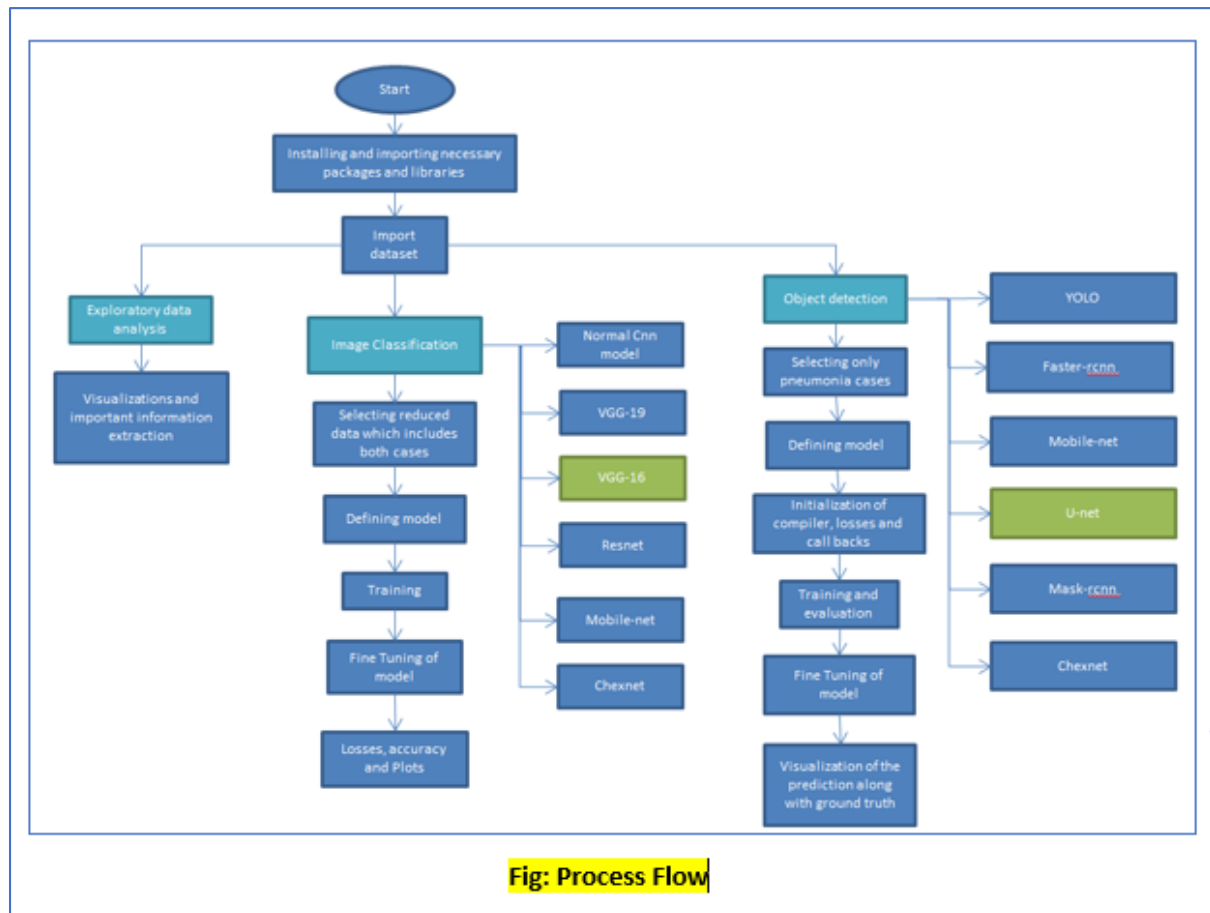 Start
Installing and importing necessary
packages and libraries
Import
dataset
Exploratory data
analysis
Visualizations and
important information
extraction
Image Classification
Selecting reduced
data which includes
both cases
Defining model
Training
Fine Tuning of
model
Losses, accuracy
and Plots
Normal Cnn
model
VGG-19
VGG-16
Resnet
Mobile-net
Chexnet
Object detection
Selecting only
pneumonia cases
Defining model
Initialization of
compiler, losses and
call backs
Training and
evaluation
Fine Tuning of
model
Visualization of the
prediction along
with ground truth
YOLO
Faster-rcnn
Mobile-net
U-net
Mask-rcnn
Chexnet
Fig: Process Flow